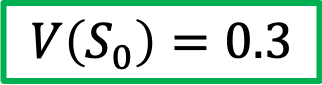 V(S₀) = 0.3